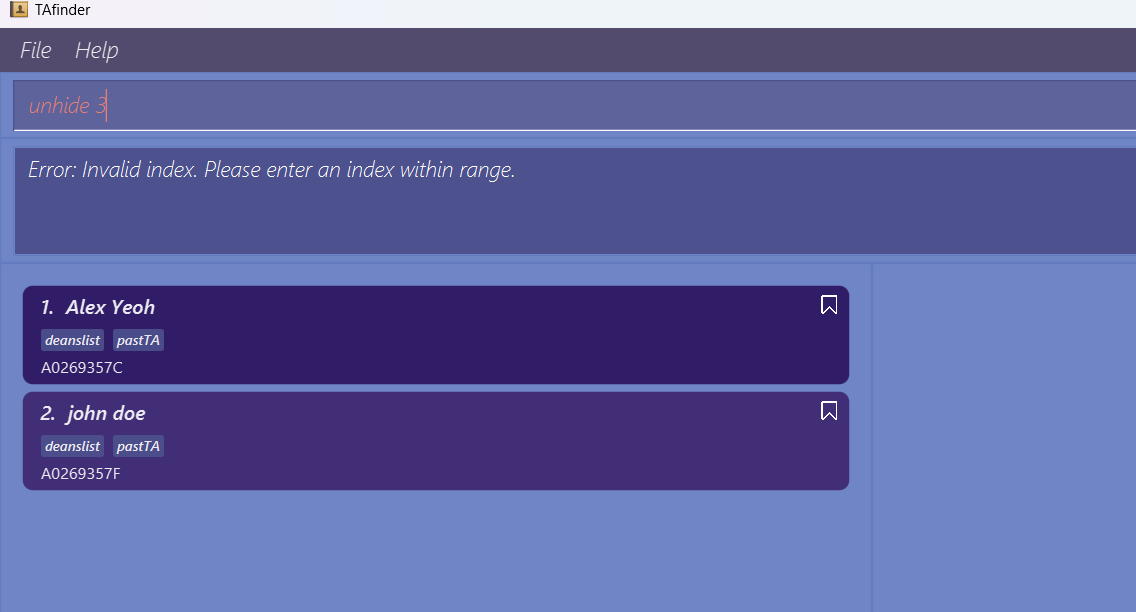 TAfinder
File Help
unhide 3
Error: Invalid index. Please enter an index within range.
1. Alex Yeoh
deanslist pastTA
A0269357C
2. john doe
deanslist pastTA
A0269357F